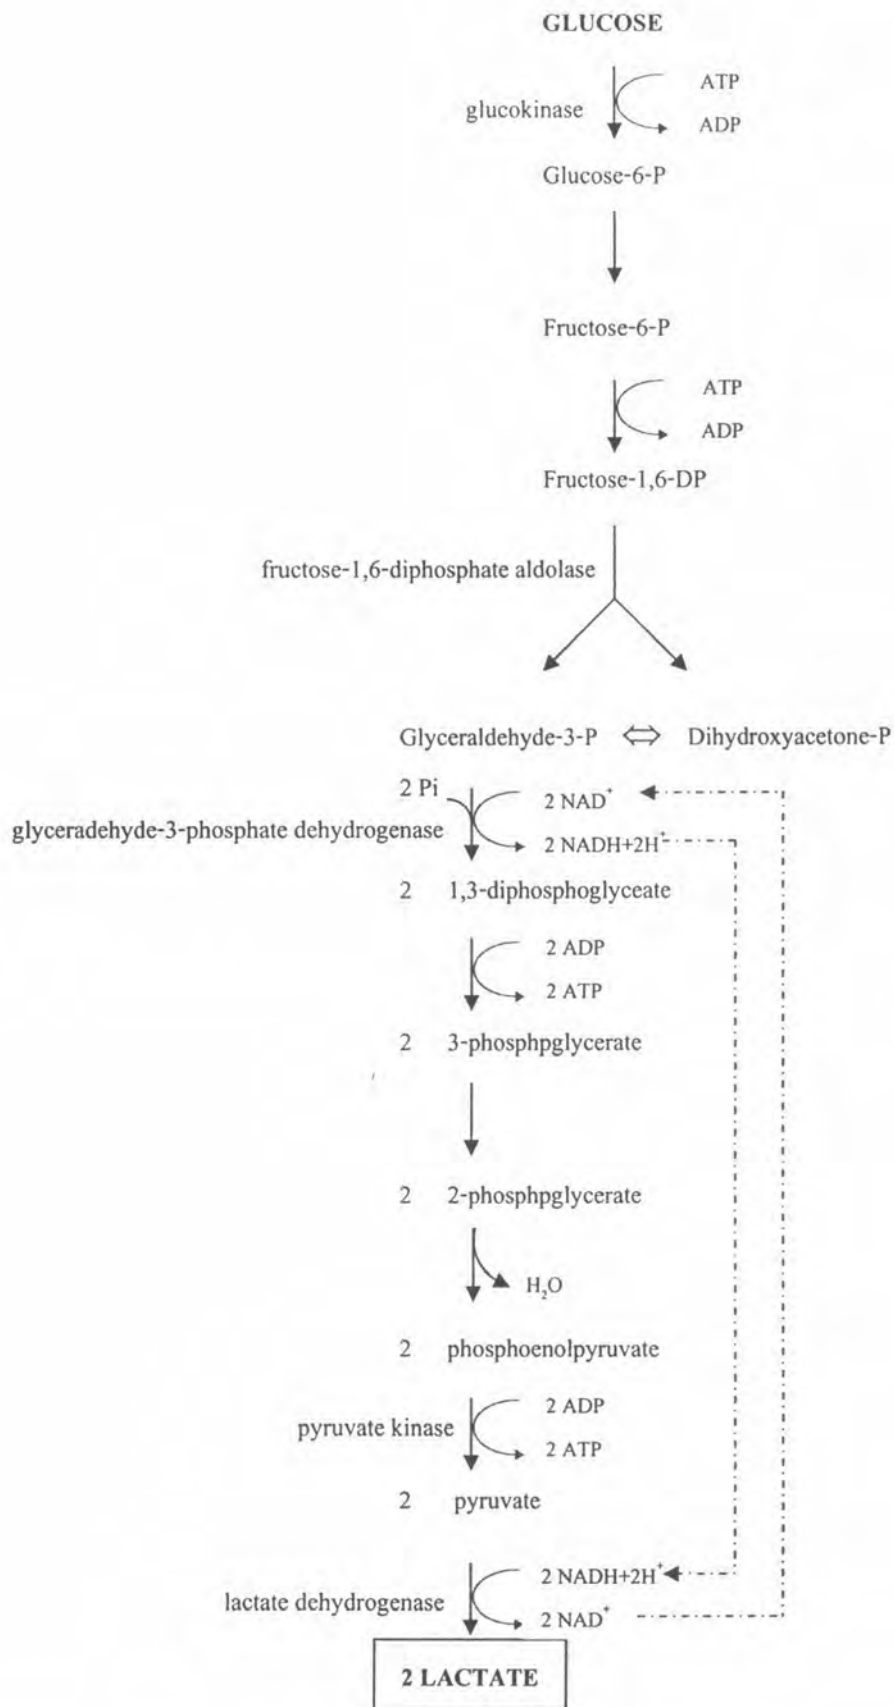 GLUCOSE
ATP
glucokinase
ADP
Glucose-6-P
Fructose-6-P
ATP
ADP
Fructose-1,6-DP
fructose-1,6-diphosphate aldolase
Glyceraldehyde-3-P ⇔ Dihydroxyacetone-P
2 Pi
2 NAD⁺
glyceradehyde-3-phosphate dehydrogenase
2 NADH+2H⁺
2 1,3-diphosphoglyceate
2 ADP
2 ATP
2 3-phosphpglycerate
2 2-phosphpglycerate
H₂O
2 phosphoenolpyruvate
2 ADP
pyruvate kinase
2 ATP
2 pyruvate
2 NADH+2H⁺
lactate dehydrogenase
2 NAD⁺
2 LACTATE